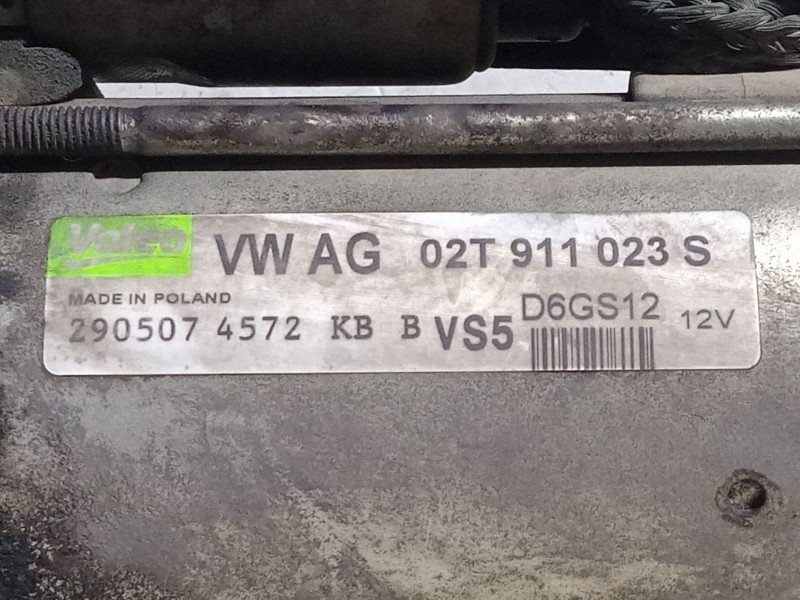 Valeo VW AG 02T 911 023 S
MADE IN POLAND D6GS12 12V
290507 4572 KB B VS5